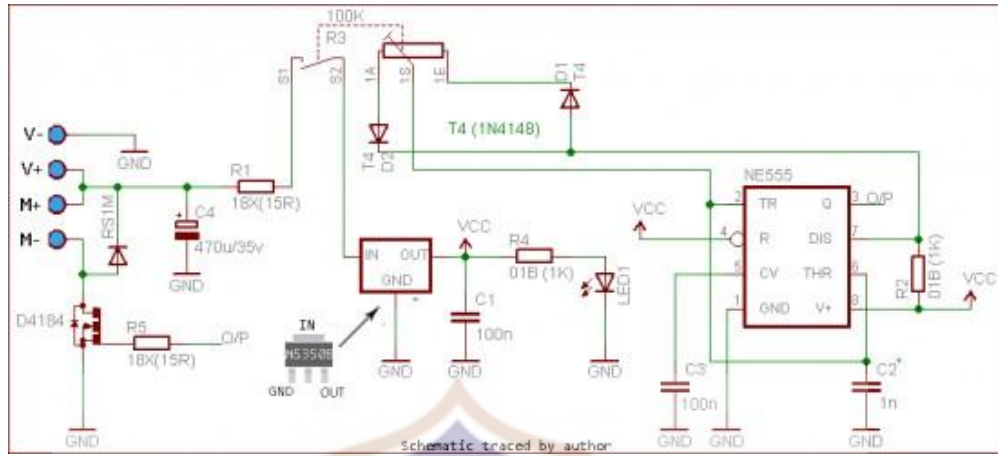 100K
R3
S1
S2
1A
1S
1E
D1
T4
T4 (1N4148)
T4
D2
V-
V+
M+
M-
GND
R1
18X(15R)
RS1M
C4
+
470u/35v
GND
D4184
R5
18X(15R)
O/P
GND
IN OUT
GND
VCC
R4
01B (1K)
LED1
C1
100n
GND
GND
GND
IN
GND OUT
NE555
2 TR Q 3 O/P
VCC
4 R DIS 7
5 CV THR 6
1 GND V+ 8
R2
01B (1K)
VCC
C3
100n
GND
GND
C2
1n
GND
Schematic traced by author